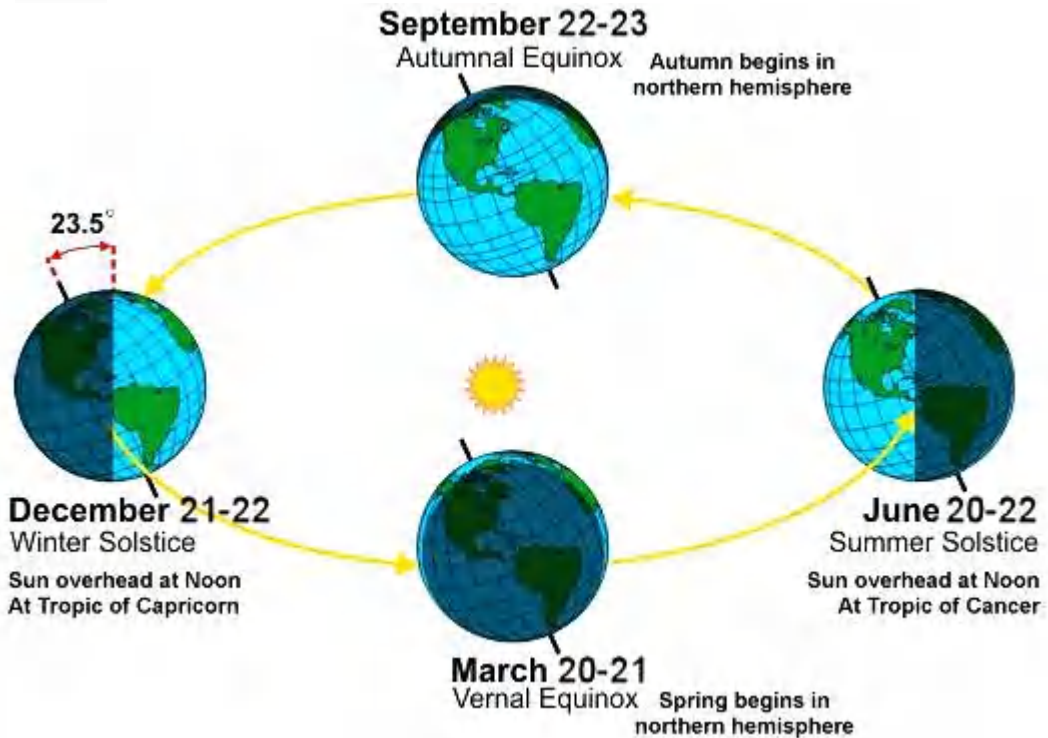 September 22-23
Autumnal Equinox
Autumn begins in
northern hemisphere
23.5°
December 21-22
Winter Solstice
Sun overhead at Noon
At Tropic of Capricorn
June 20-22
Summer Solstice
Sun overhead at Noon
At Tropic of Cancer
March 20-21
Vernal Equinox
Spring begins in
northern hemisphere